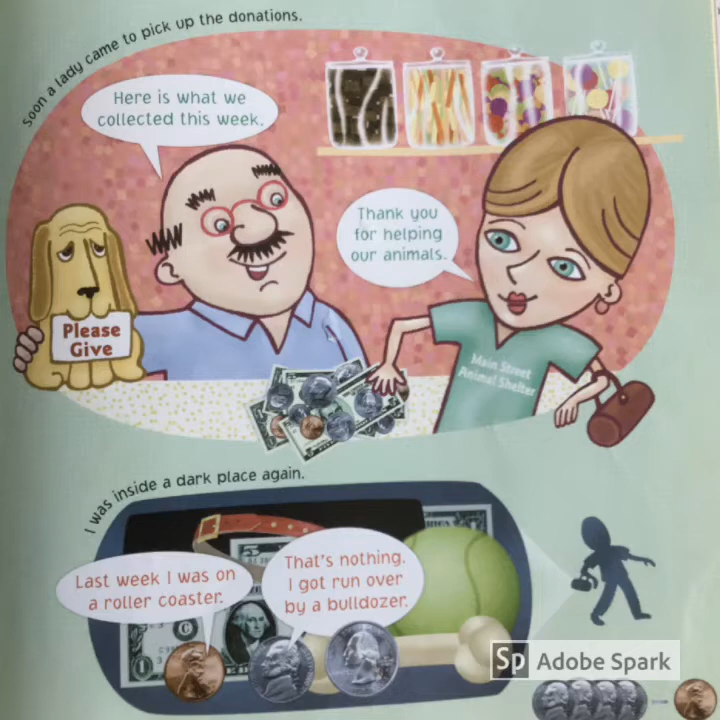 Soon a lady came to pick up the donations.
Here is what we
collected this week.
Thank you
for helping
our animals.
Please
Give
Main Street
Animal Shelter
I was inside a dark place again.
Last week I was on
a roller coaster.
That's nothing.
I got run over
by a bulldozer.
5
1
Sp Adobe Spark